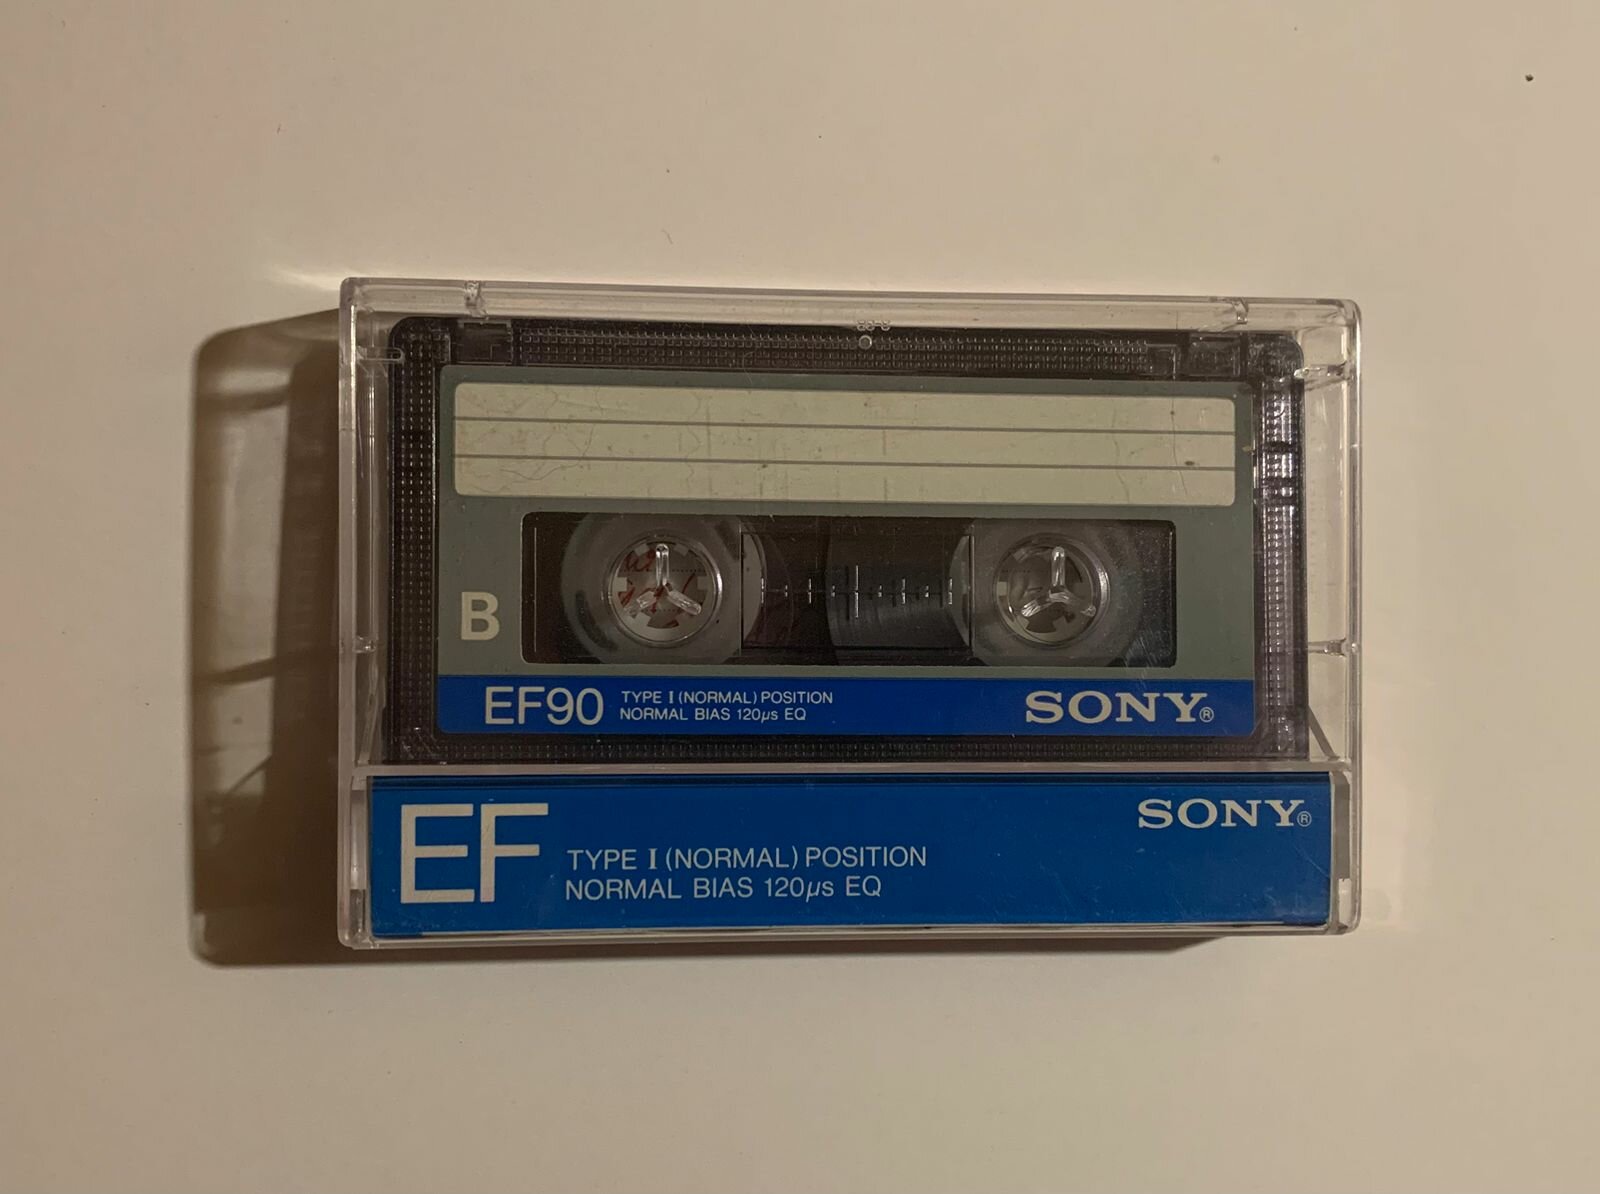 B
EF90 TYPE I (NORMAL) POSITION
NORMAL BIAS 120µs EQ
SONY®
EF
TYPE I (NORMAL) POSITION
NORMAL BIAS 120µs EQ
SONY®